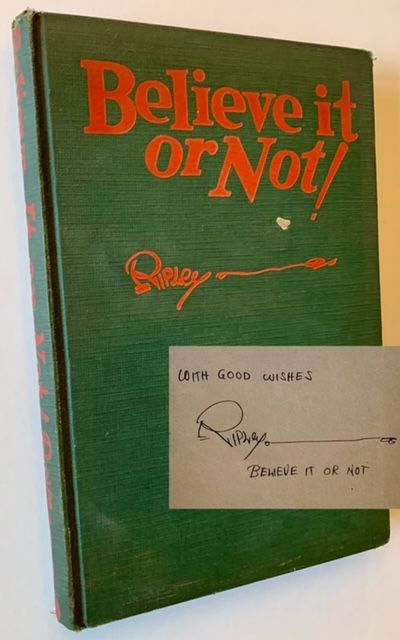 Believe it
or Not!
Ripley
WITH GOOD WISHES
Ripley
BELIEVE IT OR NOT